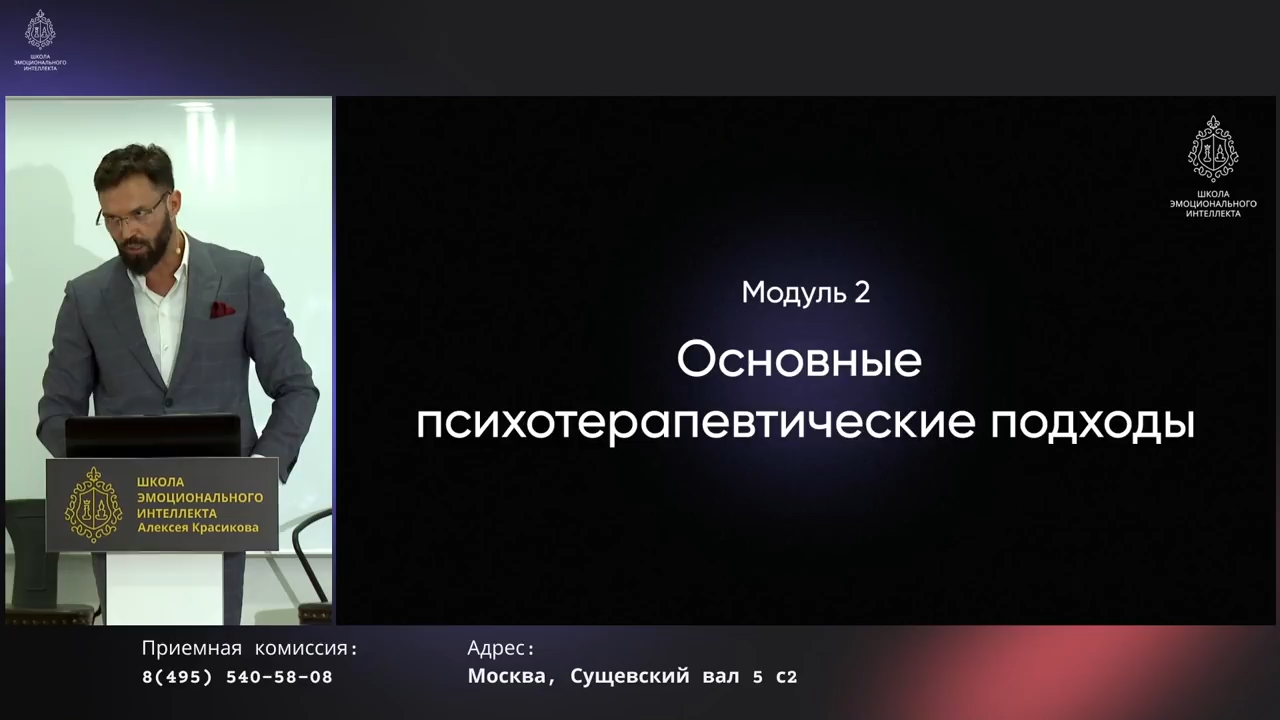 ШКОЛА
ЭМОЦИОНАЛЬНОГО
ИНТЕЛЛЕКТА
ШКОЛА
ЭМОЦИОНАЛЬНОГО
ИНТЕЛЛЕКТА
Модуль 2
Основные
психотерапевтические подходы
ШКОЛА
ЭМОЦИОНАЛЬНОГО
ИНТЕЛЛЕКТА
Алексея Красикова
Приемная комиссия:
8(495) 540-58-08
Адрес:
Москва, Сущевский вал 5 с2